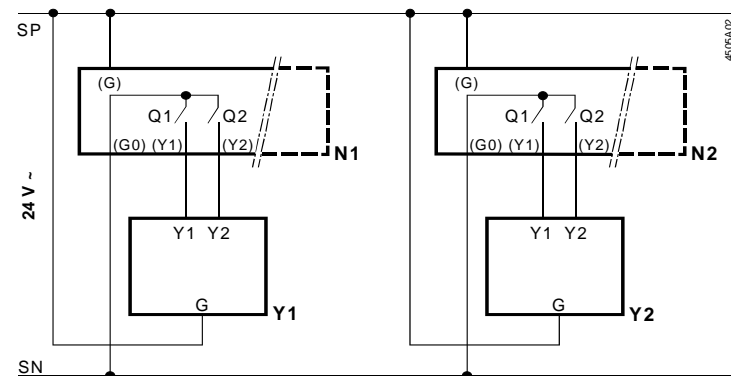 SP
4505A02
(G)
(G)
Q1 Q2
Q1 Q2
(G0) (Y1) (Y2)
N1
(G0) (Y1) (Y2)
N2
24 V ~
Y1 Y2
Y1 Y2
G
Y1
G
Y2
SN